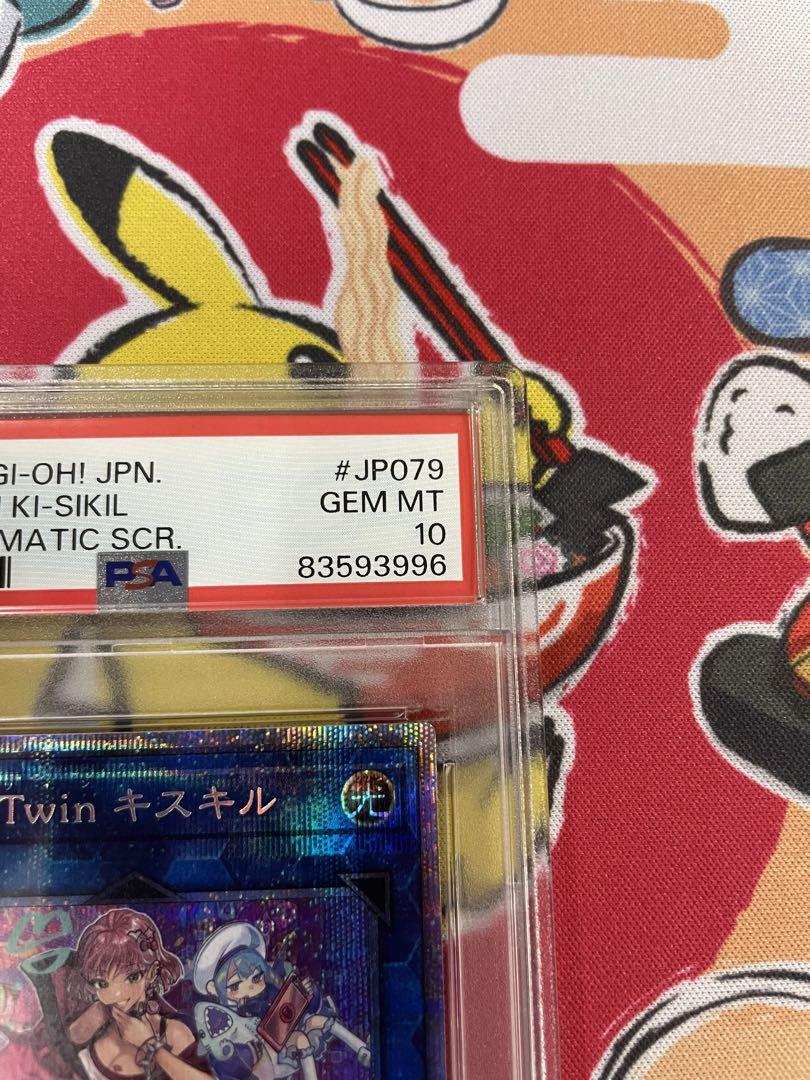 GI-OH! JPN. #JP079
! KI-SIKIL GEM MT
MATIC SCR. 10
PSA 83593996
Twin キスキル 光